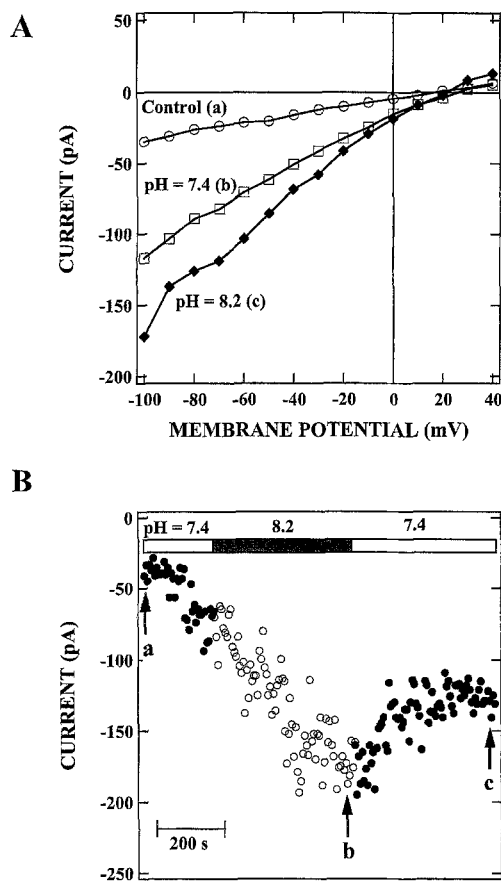 A
50
0
-50
-100
-150
-200
CURRENT (pA)
Control (a)
pH = 7.4 (b)
pH = 8.2 (c)
-100 -80 -60 -40 -20 0 20 40
MEMBRANE POTENTIAL (mV)
B
0
-50
-100
-150
-200
-250
CURRENT (pA)
pH = 7.4 8.2 7.4
a
b
c
200 s